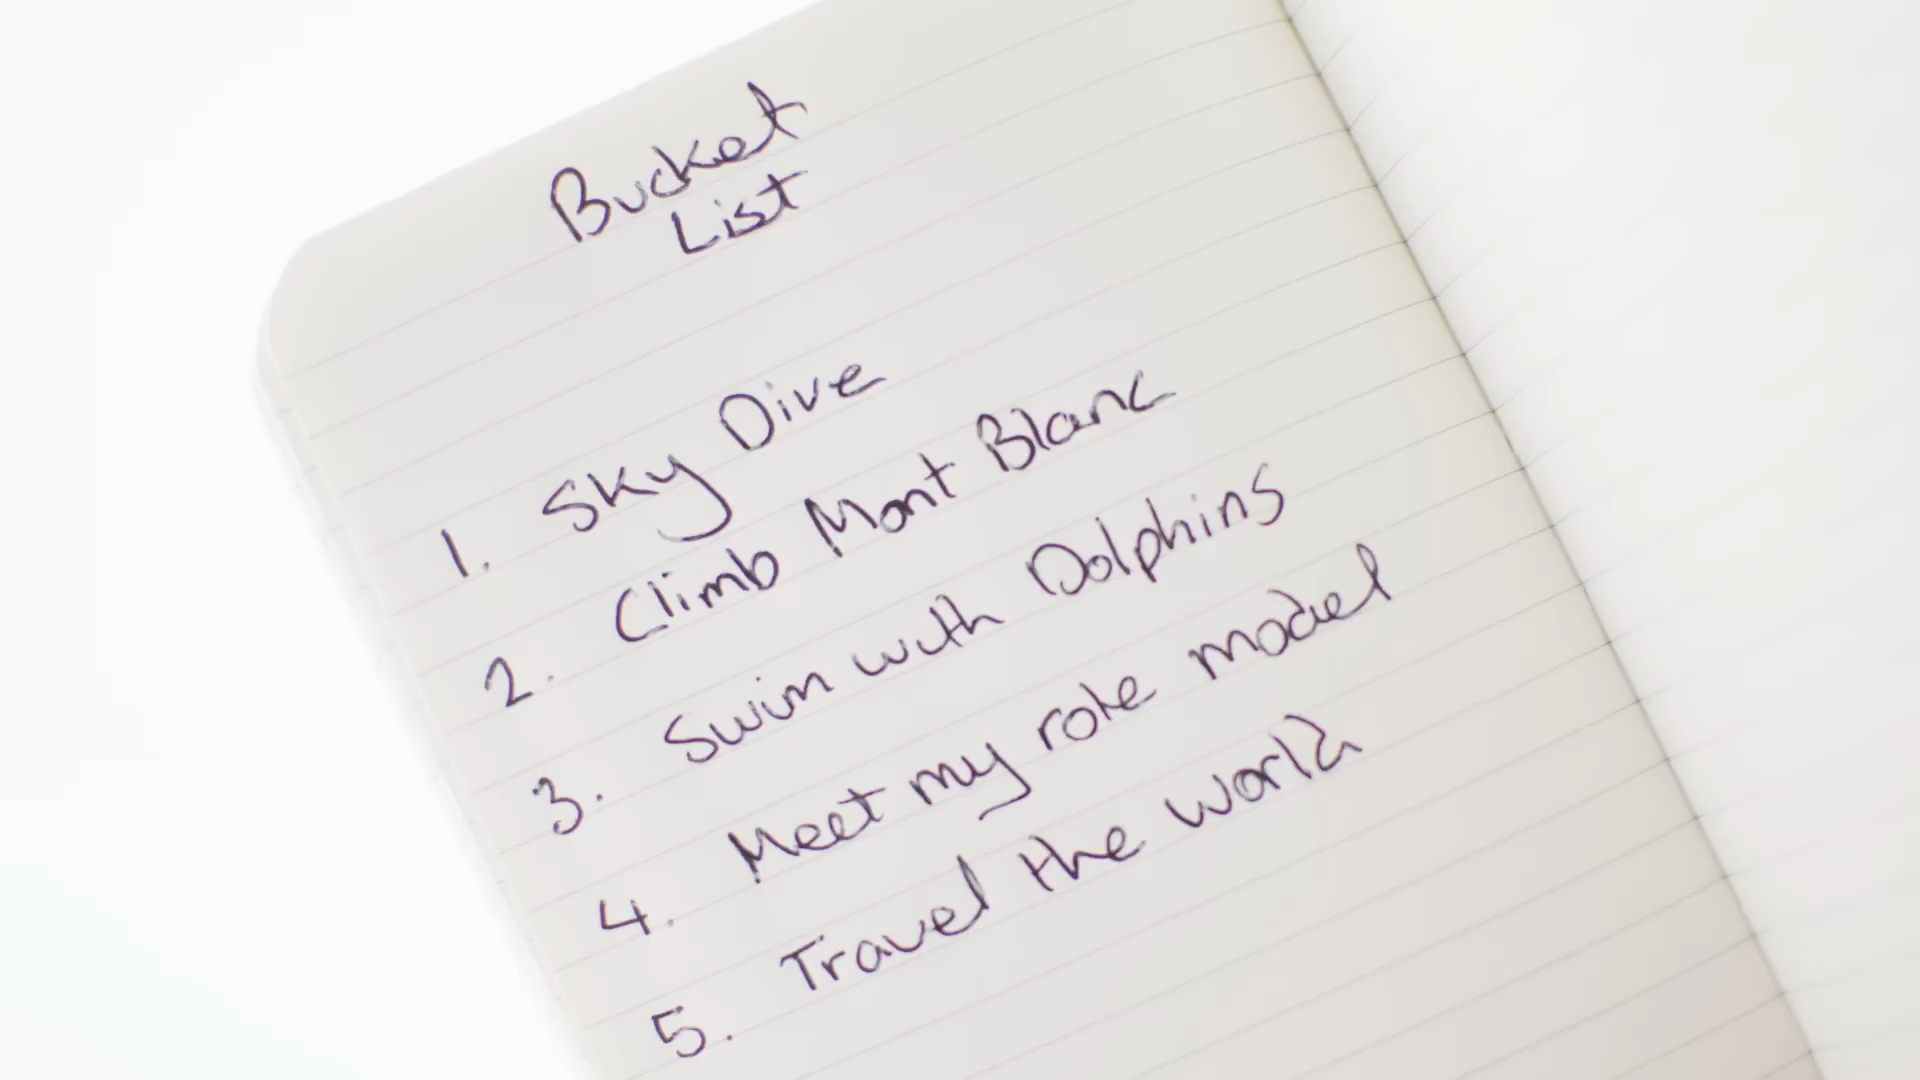 Bucket
List
1. Sky Dive
2. Climb Mont Blanc
3. Swim with Dolphins
4. Meet my role model
5. Travel the world